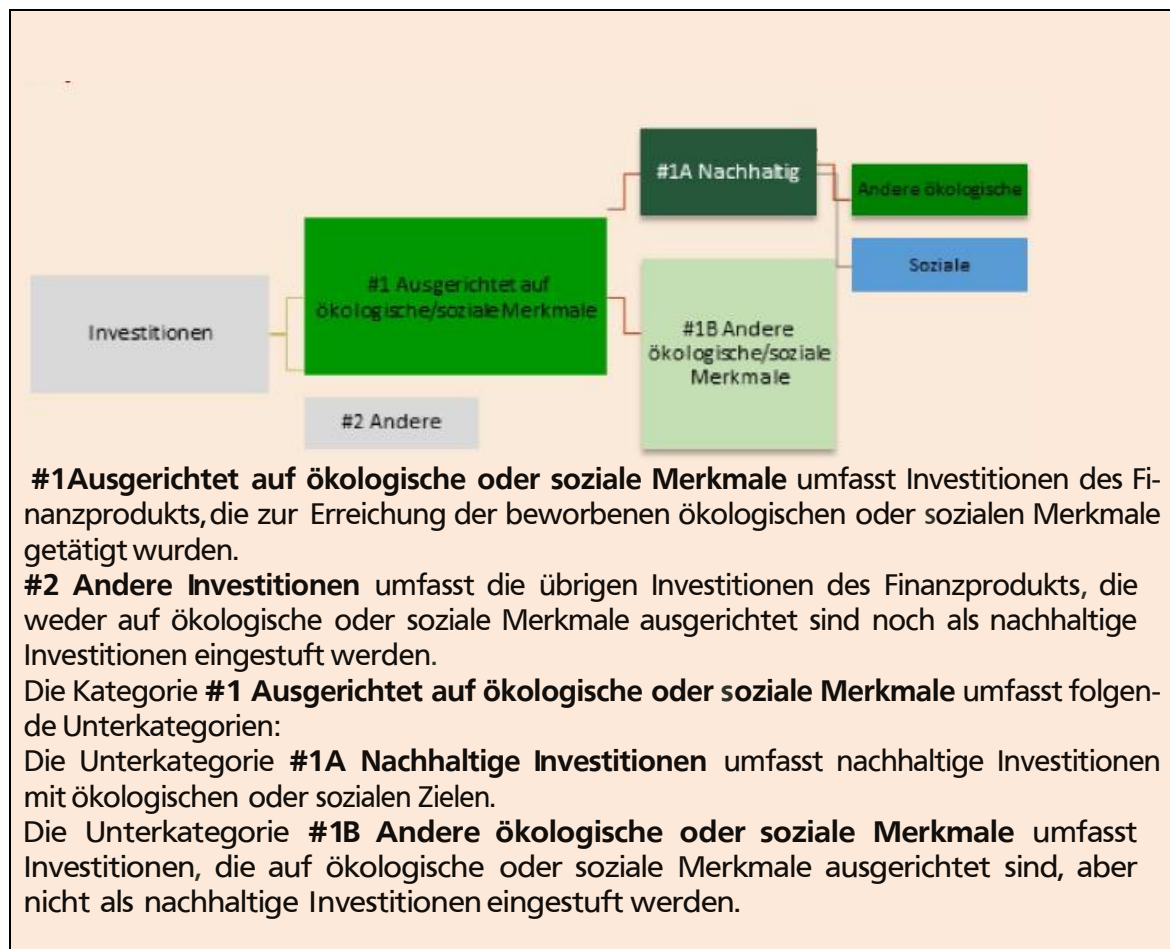 #1A Nachhaltig
Andere ökologische
Soziale
#1 Ausgerichtet auf
ökologische/soziale Merkmale
Investitionen
#1B Andere
ökologische/soziale
Merkmale
#2 Andere
#1Ausgerichtet auf ökologische oder soziale Merkmale umfasst Investitionen des Fi-
nanzprodukts, die zur Erreichung der beworbenen ökologischen oder sozialen Merkmale
getätigt wurden.
#2 Andere Investitionen umfasst die übrigen Investitionen des Finanzprodukts, die
weder auf ökologische oder soziale Merkmale ausgerichtet sind noch als nachhaltige
Investitionen eingestuft werden.
Die Kategorie #1 Ausgerichtet auf ökologische oder soziale Merkmale umfasst folgen-
de Unterkategorien:
Die Unterkategorie #1A Nachhaltige Investitionen umfasst nachhaltige Investitionen
mit ökologischen oder sozialen Zielen.
Die Unterkategorie #1B Andere ökologische oder soziale Merkmale umfasst
Investitionen, die auf ökologische oder soziale Merkmale ausgerichtet sind, aber
nicht als nachhaltige Investitionen eingestuft werden.